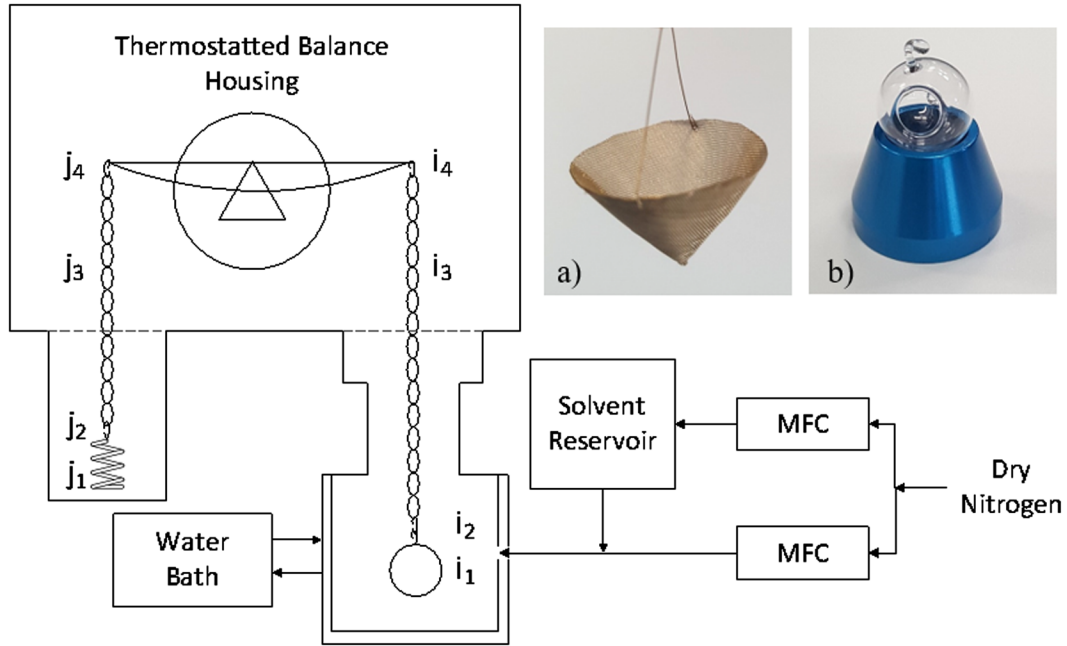 Thermostatted Balance
Housing
j₄
i₄
j₃
i₃
j₂
j₁
i₂
i₁
Water
Bath
Solvent
Reservoir
MFC
MFC
Dry
Nitrogen
a)
b)